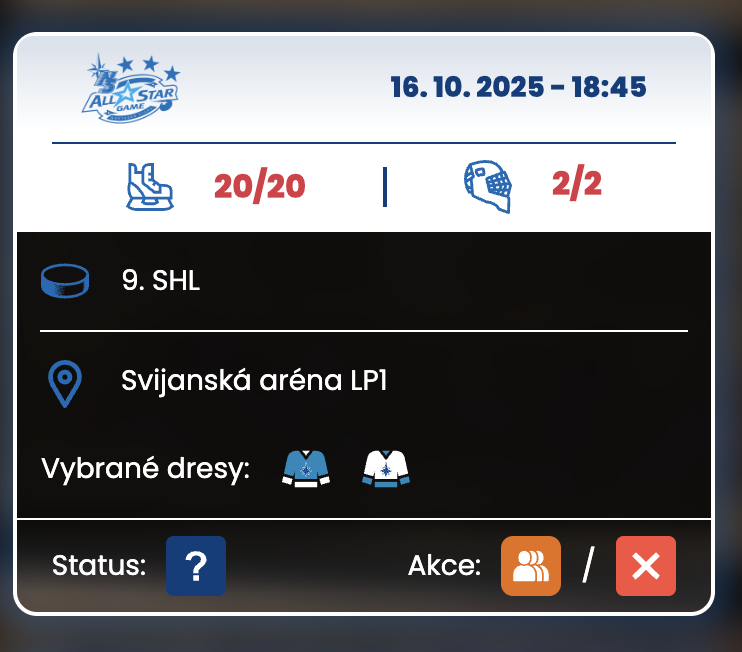 ALL STAR
GAME
16. 10. 2025 - 18:45
20/20
2/2
9. SHL
Svijanská aréna LP1
Vybrané dresy:
Status: ?
Akce: /